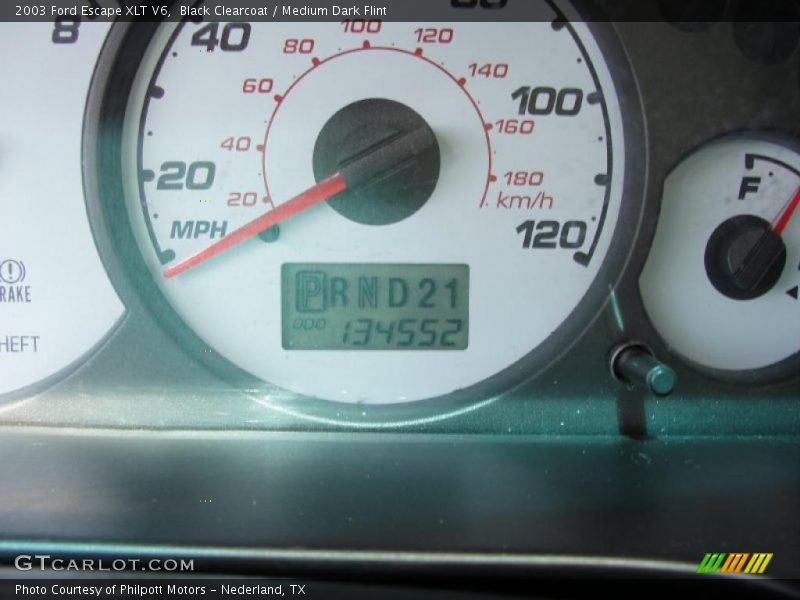 2003 Ford Escape XLT V6, Black Clearcoat / Medium Dark Flint
8
40
80
100
120
80
60
140
100
40
160
20
20
180
F
MPH
km/h
120
PRND21
BRAKE
ODO 134552
HEFT
GTCARLOT.COM
Photo Courtesy of Philpott Motors – Nederland, TX